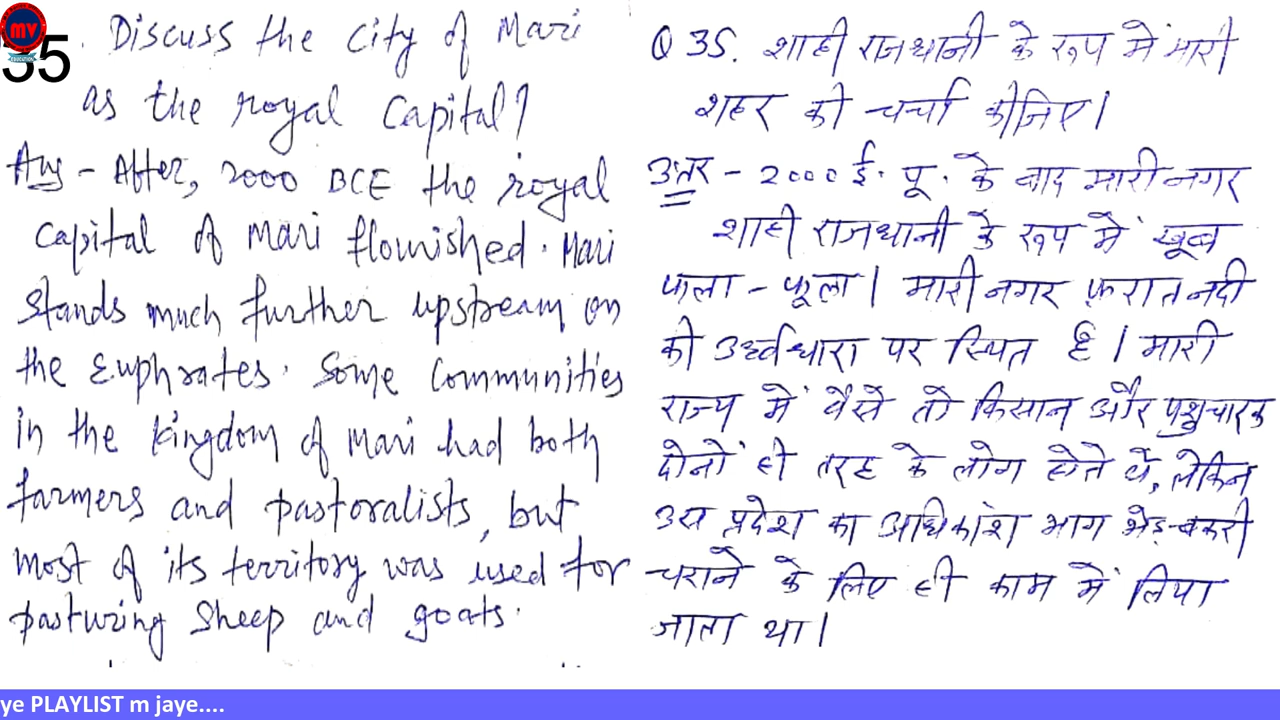 mv
EDUCATION
35. Discuss the City of Mari
as the royal Capital?
Ans - After, 2000 BCE the royal
Capital of Mari flourished. Mari
stands much further upstream on
the Euphrates. Some Communities
in the kingdom of Mari had both
farmers and pastoralists, but
most of its territory was used for
pasturing sheep and goats.
Q 35. शाही राजधानी के रूप में मारी
शहर की चर्चा कीजिए।
उत्तर - 2000 ई. पू. के बाद मारी नगर
शाही राजधानी के रूप में खूब
फला - फूला। मारी नगर फ़रात नदी
की उर्ध्वधारा पर स्थित है। मारी
राज्य में वैसे तो किसान और पशुचारक
दोनों ही तरह के लोग होते थे, लेकिन
उस प्रदेश का अधिकांश भाग भेड़-बकरी
चराने के लिए ही काम में लिया
जाता था।
ye PLAYLIST m jaye....